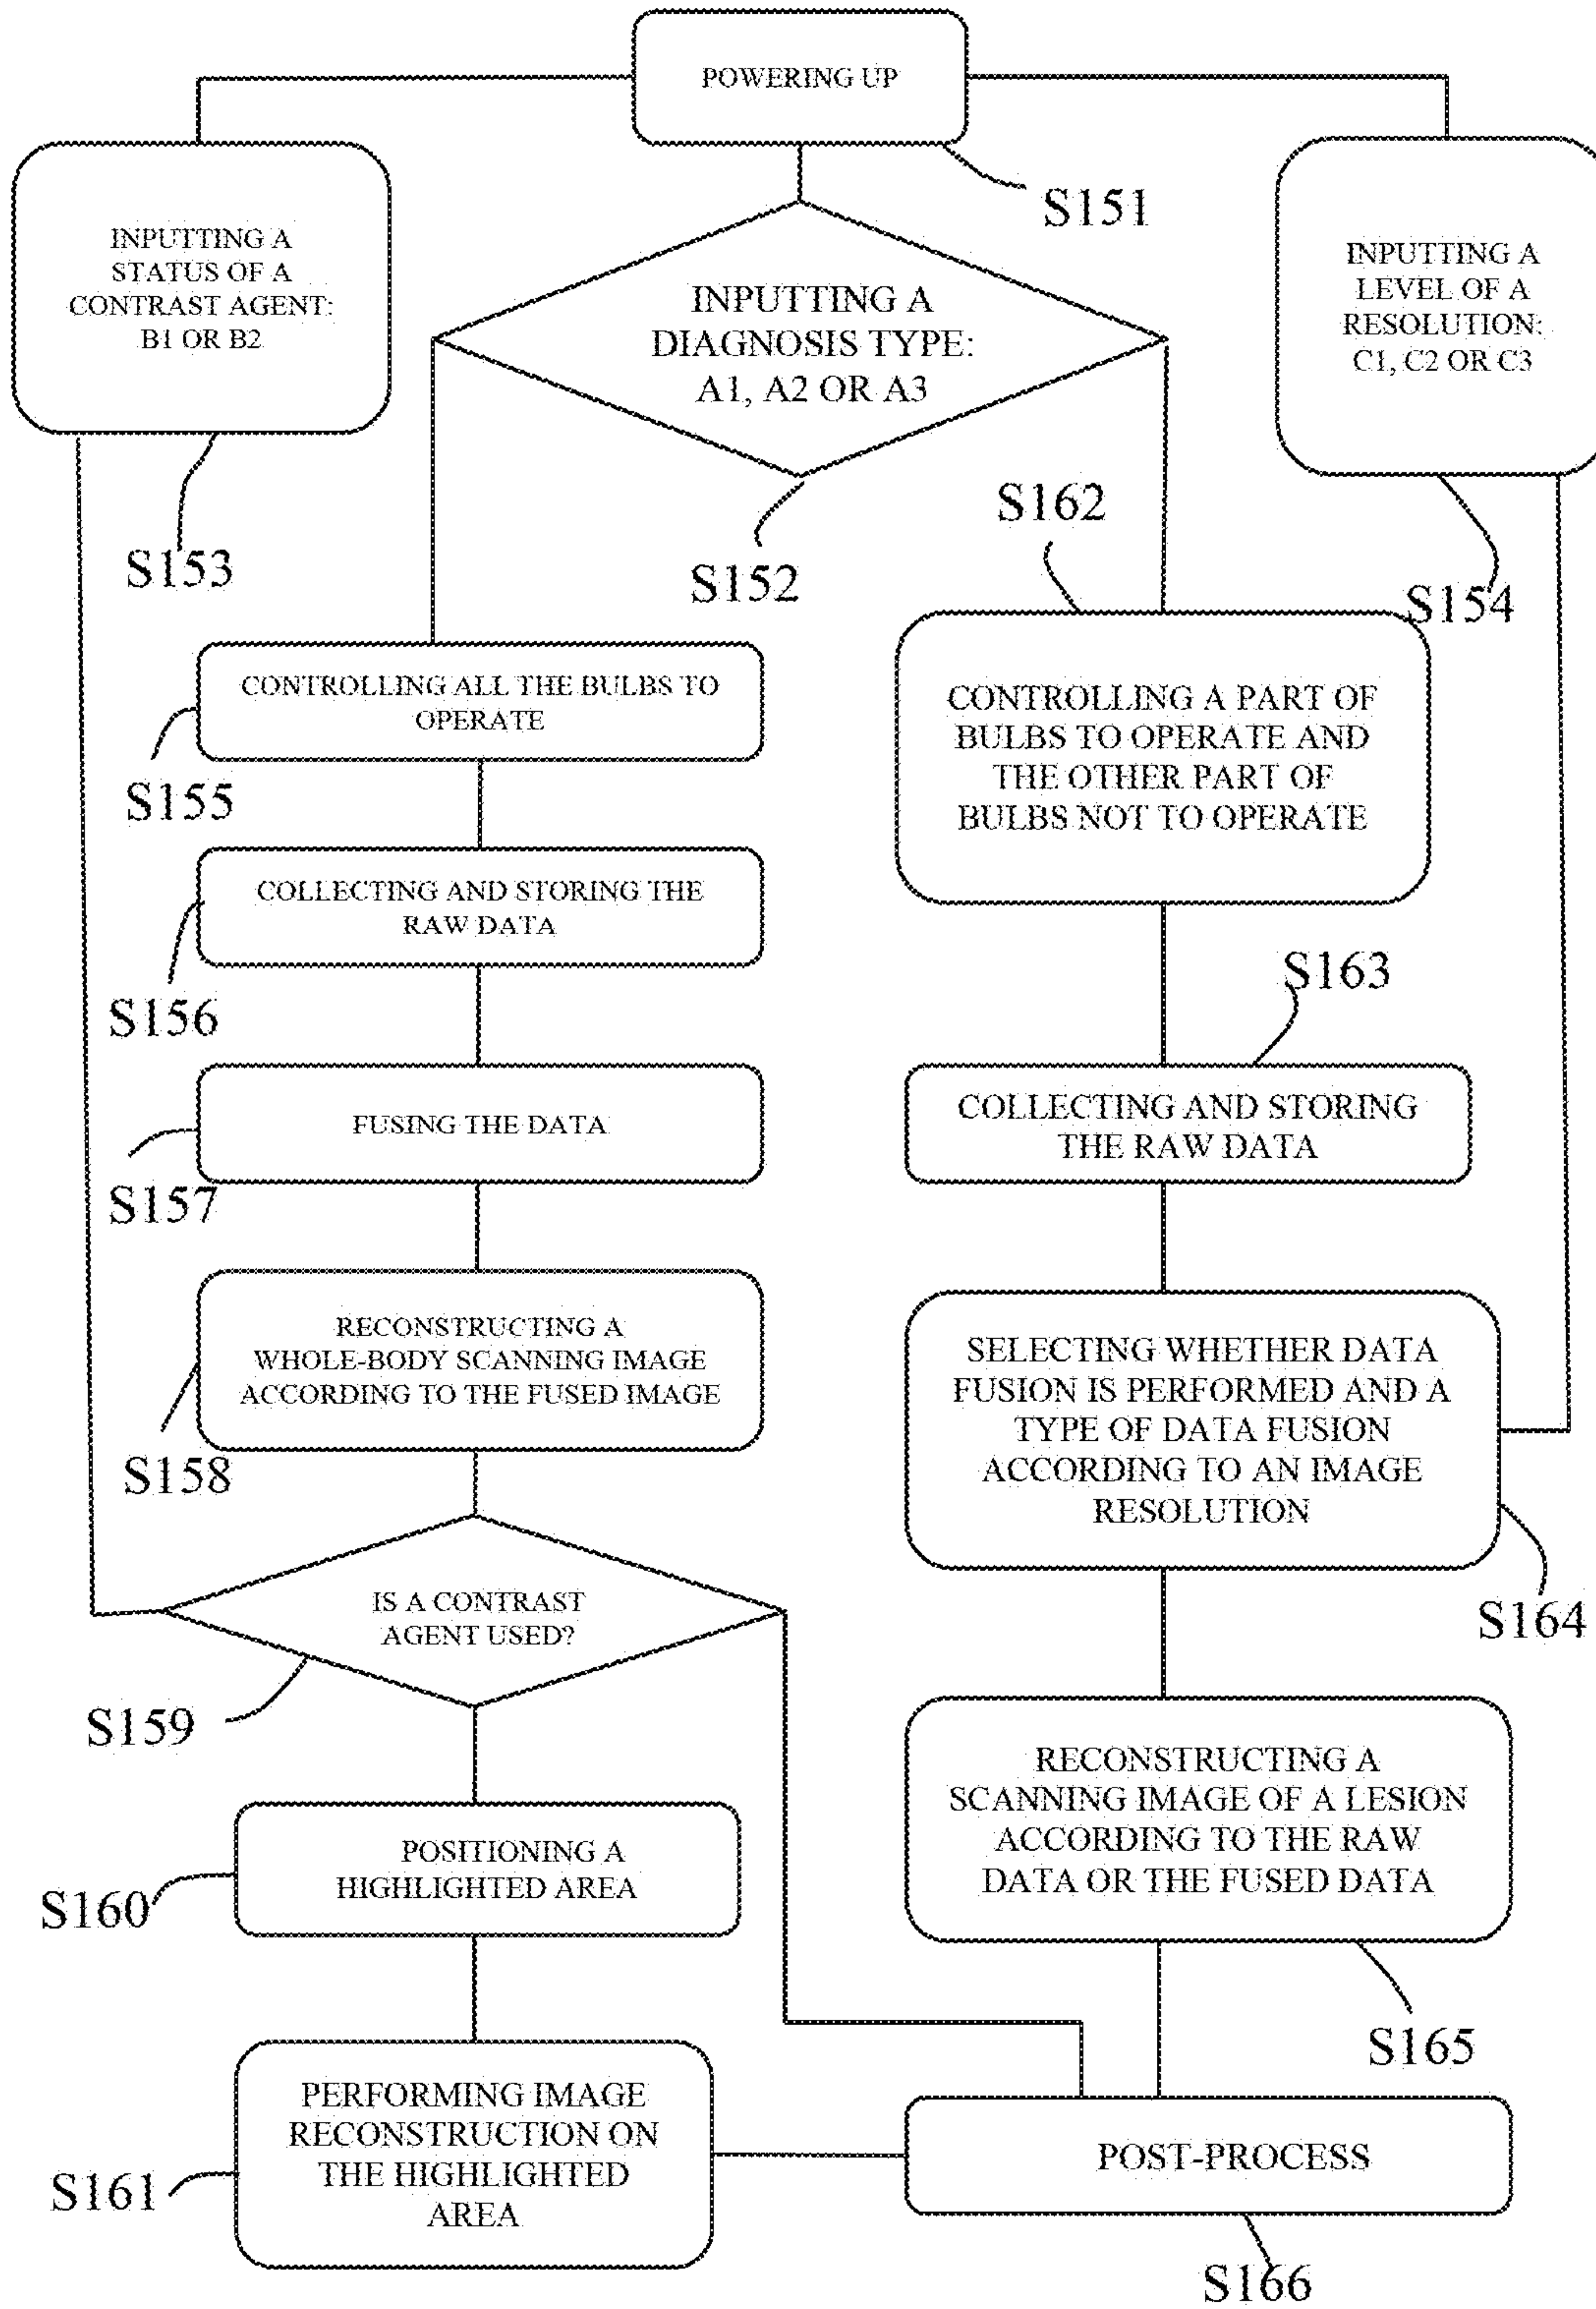 POWERING UP
S151
INPUTTING A
STATUS OF A
CONTRAST AGENT:
B1 OR B2
S153
INPUTTING A
DIAGNOSIS TYPE:
A1, A2 OR A3
S152
INPUTTING A
LEVEL OF A
RESOLUTION:
C1, C2 OR C3
S154
CONTROLLING ALL THE BULBS TO
OPERATE
S155
COLLECTING AND STORING THE
RAW DATA
S156
FUSING THE DATA
S157
RECONSTRUCTING A
WHOLE-BODY SCANNING IMAGE
ACCORDING TO THE FUSED IMAGE
S158
IS A CONTRAST
AGENT USED?
S159
POSITIONING A
HIGHLIGHTED AREA
S160
PERFORMING IMAGE
RECONSTRUCTION ON
THE HIGHLIGHTED
AREA
S161
S162
CONTROLLING A PART OF
BULBS TO OPERATE AND
THE OTHER PART OF
BULBS NOT TO OPERATE
S163
COLLECTING AND STORING
THE RAW DATA
SELECTING WHETHER DATA
FUSION IS PERFORMED AND A
TYPE OF DATA FUSION
ACCORDING TO AN IMAGE
RESOLUTION
S164
RECONSTRUCTING A
SCANNING IMAGE OF A LESION
ACCORDING TO THE RAW
DATA OR THE FUSED DATA
S165
POST-PROCESS
S166